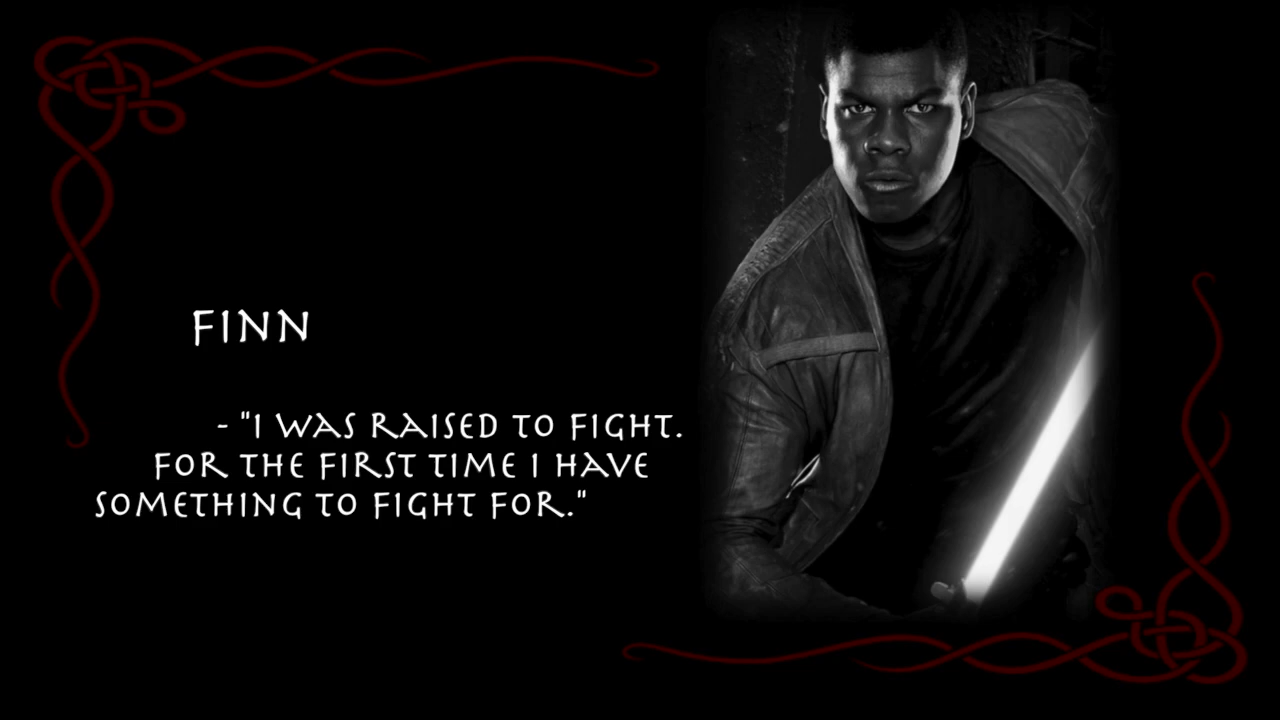 FINN
- "I WAS RAISED TO FIGHT.
FOR THE FIRST TIME I HAVE
SOMETHING TO FIGHT FOR."